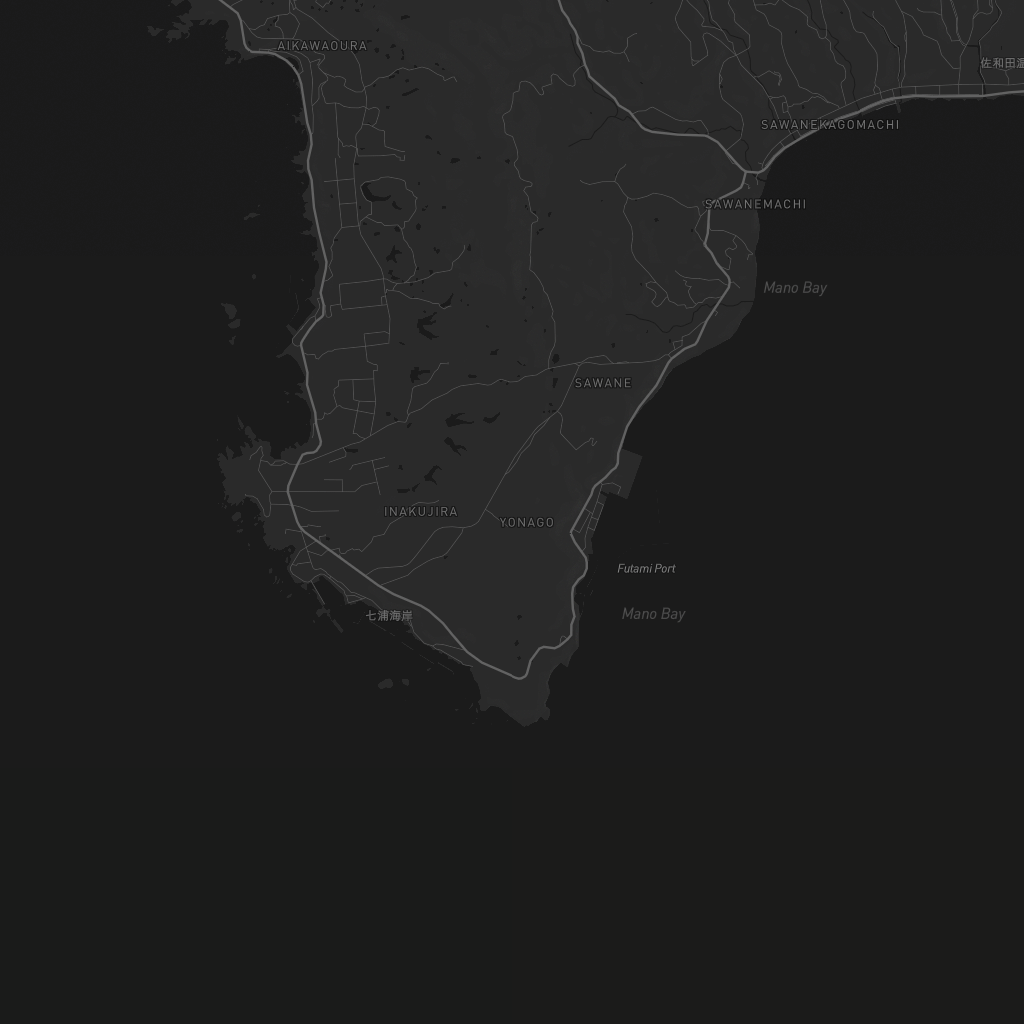 AIKAWAOURA
佐和田温
SAWANEKAGOMACHI
SAWANEMACHI
Mano Bay
SAWANE
INAKUJIRA
YONAGO
Futami Port
七浦海岸
Mano Bay